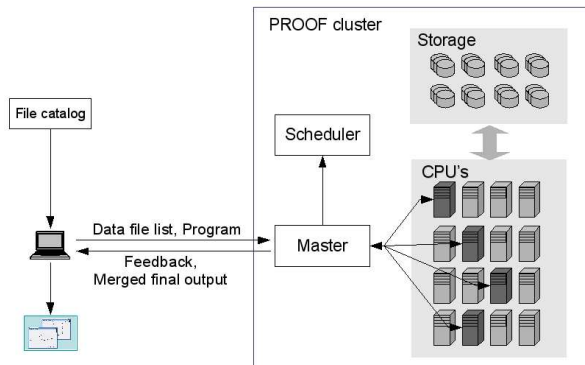 PROOF cluster
Storage
File catalog
Scheduler
CPU's
Data file list, Program
Master
Feedback,
Merged final output